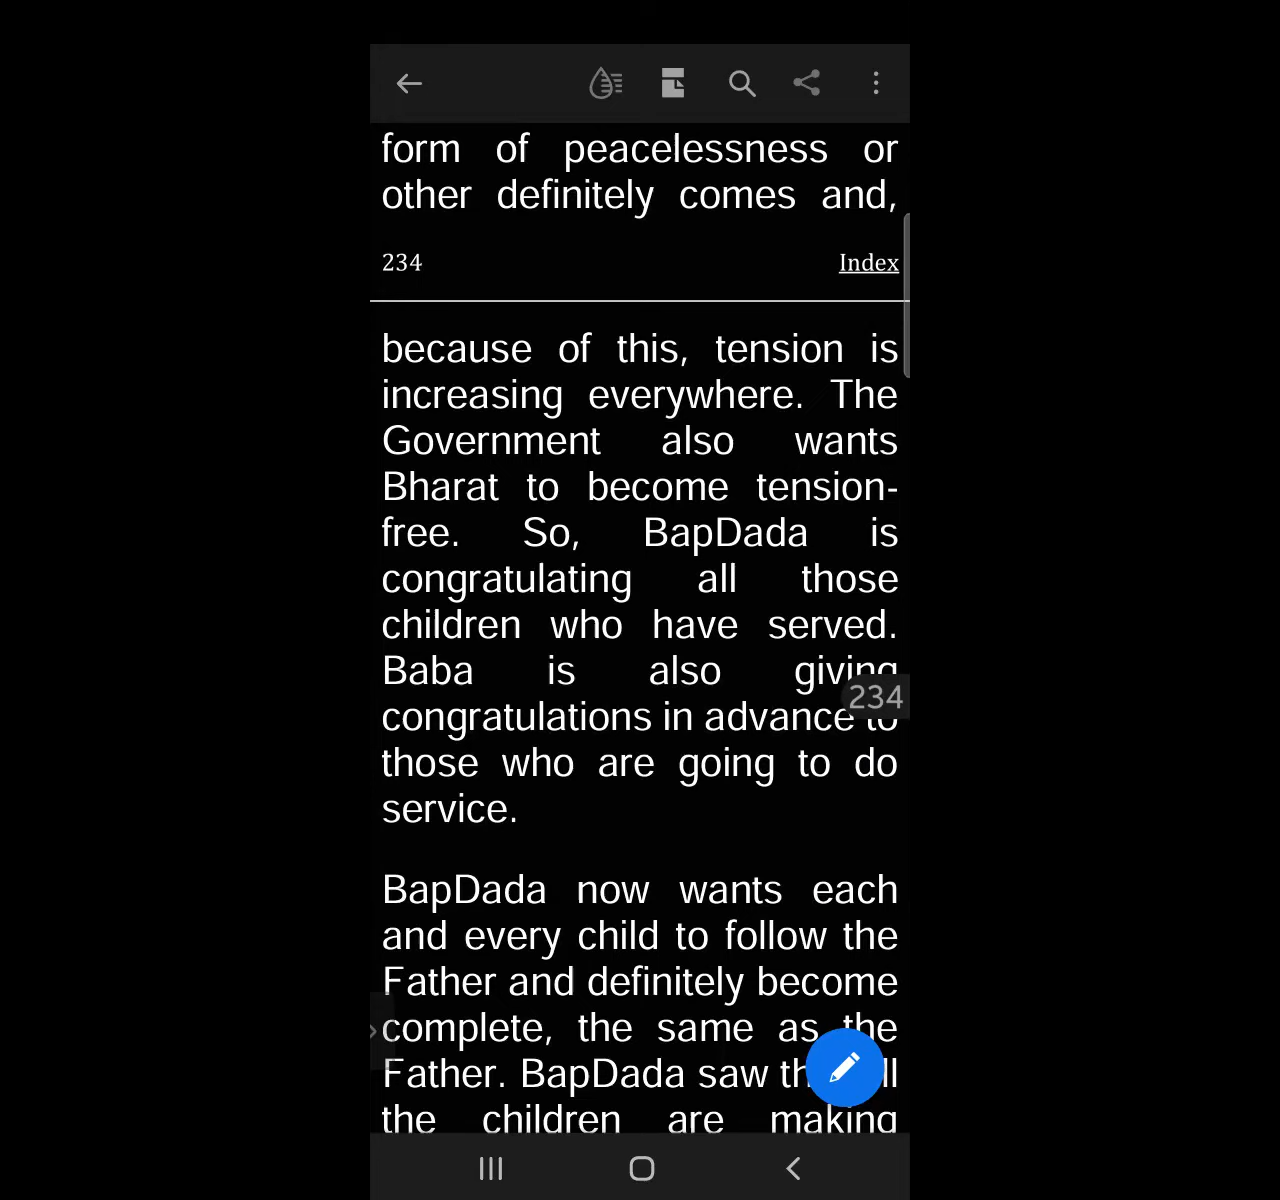 form of peacelessness or
other definitely comes and,
234 Index
because of this, tension is
increasing everywhere. The
Government also wants
Bharat to become tension-
free. So, BapDada is
congratulating all those
children who have served.
Baba is also giving
234
congratulations in advance to
those who are going to do
service.
BapDada now wants each
and every child to follow the
Father and definitely become
complete, the same as the
Father. BapDada saw
the children are making